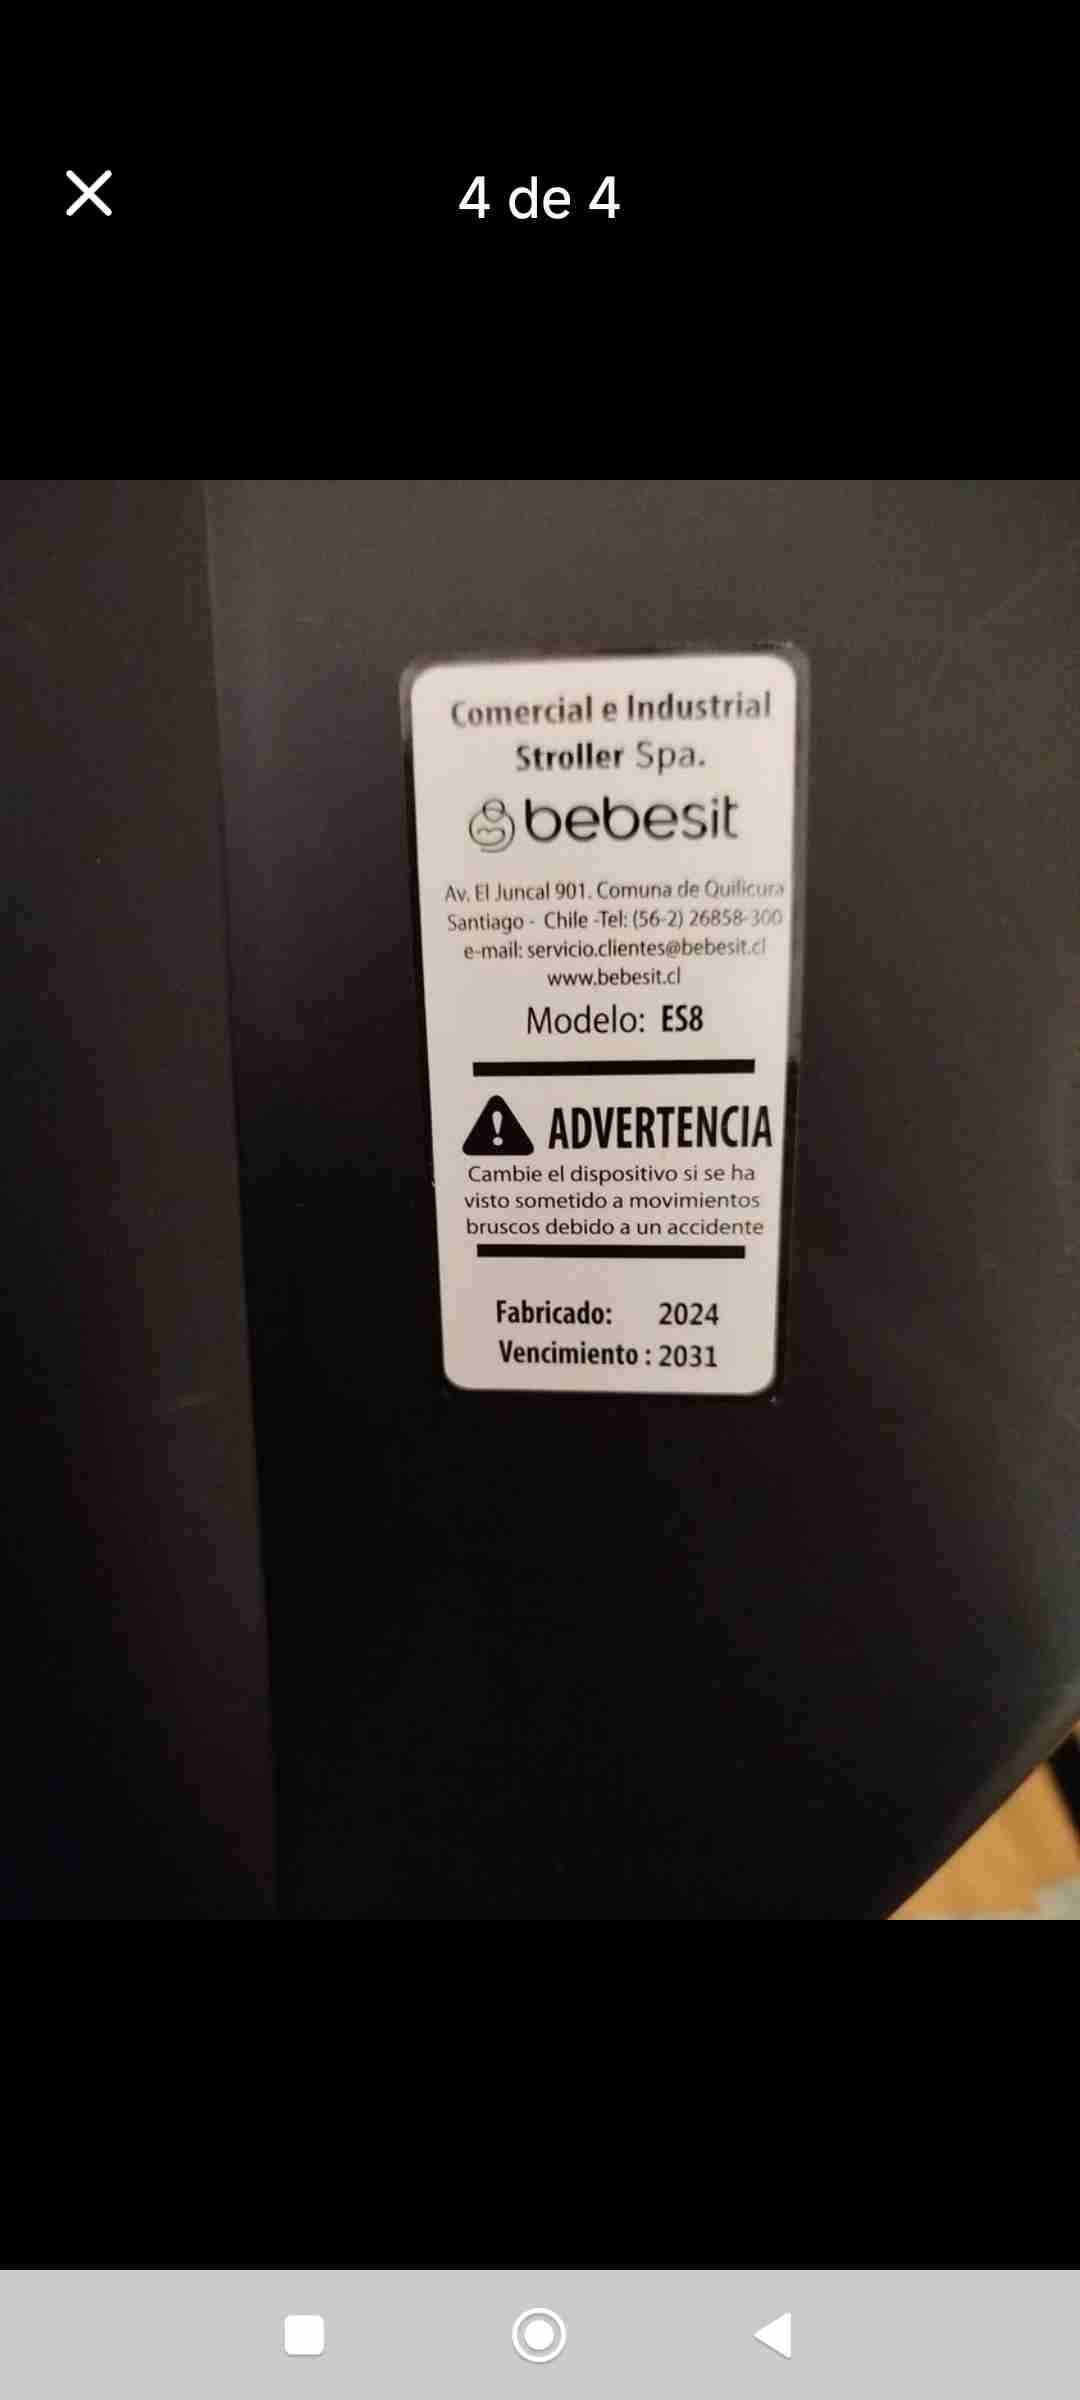 4 de 4
Comercial e Industrial
Stroller Spa.
bebesit
Av. El Juncal 901. Comuna de Quilicura
Santiago - Chile -Tel: (56-2) 26858-300
e-mail: servicio.clientes@bebesit.cl
www.bebesit.cl
Modelo: ES8
ADVERTENCIA
Cambie el dispositivo si se ha
visto sometido a movimientos
bruscos debido a un accidente
Fabricado: 2024
Vencimiento : 2031